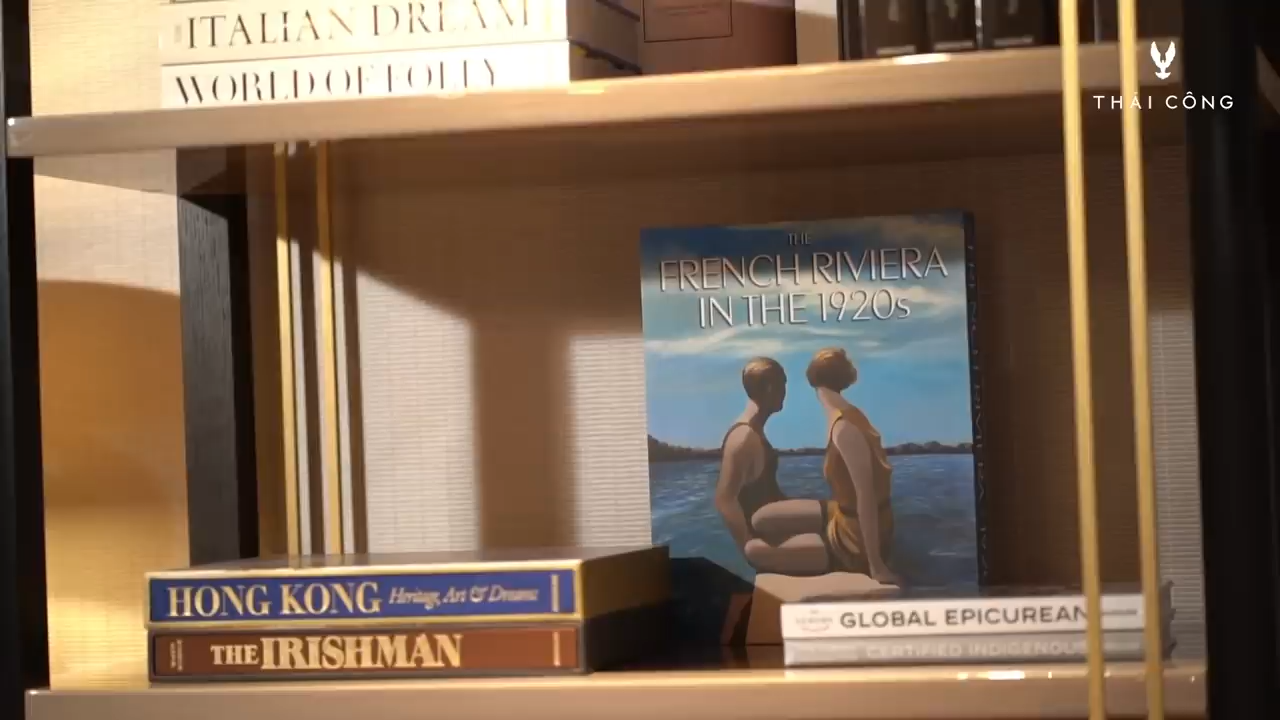 ITALIAN DREAM
WORLD OF FOLLY
THÁI CÔNG
THE
FRENCH RIVIERA
IN THE 1920s
HONG KONG Heritage, Art & Dreams
THE IRISHMAN
GLOBAL EPICUREAN
CERTIFIED INDIGENOUS